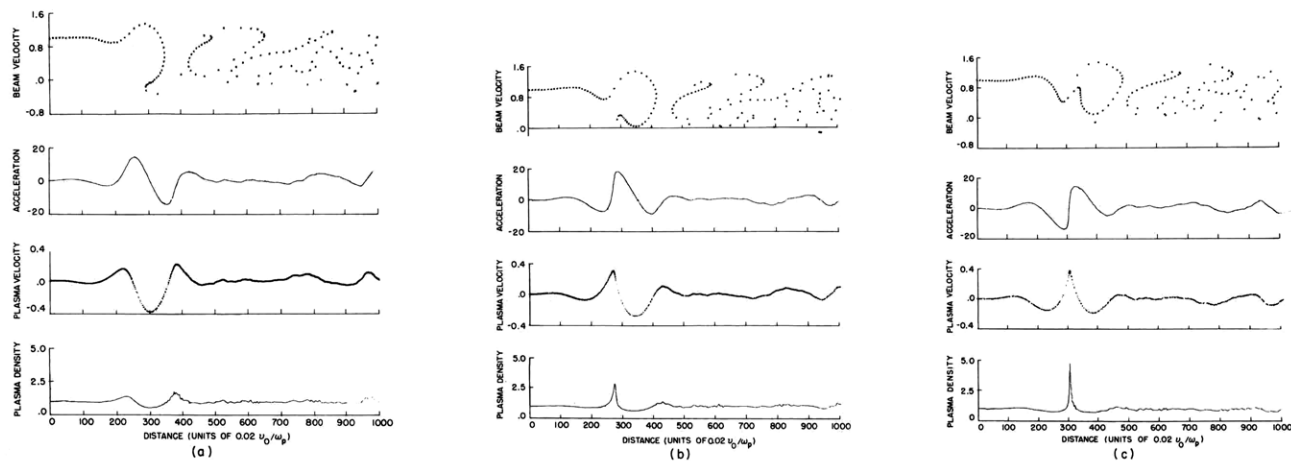 BEAM VELOCITY
1.6
0.8
.0
-0.8
ACCELERATION
20
0
-20
PLASMA VELOCITY
0.4
.0
-0.4
PLASMA DENSITY
5.0
2.5
.0
0 100 200 300 400 500 600 700 800 900 1000
DISTANCE (UNITS OF 0.02 υ₀/ωₚ)
(a)
BEAM VELOCITY
1.6
0.8
.0
ACCELERATION
20
0
20
PLASMA VELOCITY
0.4
.0
-0.4
PLASMA DENSITY
5.0
2.5
.0
0 100 200 300 400 500 600 700 800 900 1000
DISTANCE (UNITS OF 0.02 υ₀/ωₚ)
(b)
BEAM VELOCITY
1.6
0.8
.0
-0.8
ACCELERATION
20
0
-20
PLASMA VELOCITY
0.4
.0
-0.4
PLASMA DENSITY
5.0
2.5
0
0 100 200 300 400 500 600 700 800 900 1000
DISTANCE (UNITS OF 0.02 υ₀/ωₚ)
(c)